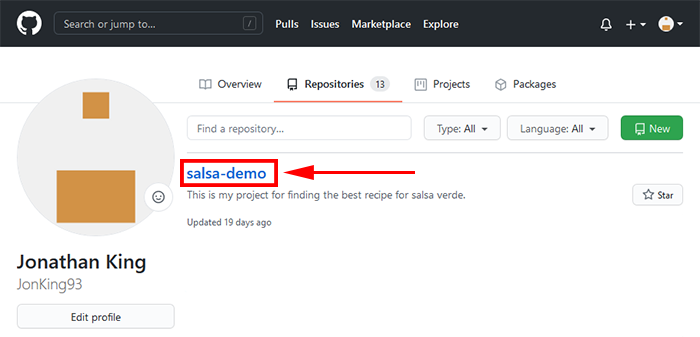 Search or jump to... /
Pulls Issues Marketplace Explore
Overview Repositories 13 Projects Packages
Find a repository...
Type: All
Language: All
New
salsa-demo
This is my project for finding the best recipe for salsa verde.
Star
Updated 19 days ago
Jonathan King
JonKing93
Edit profile